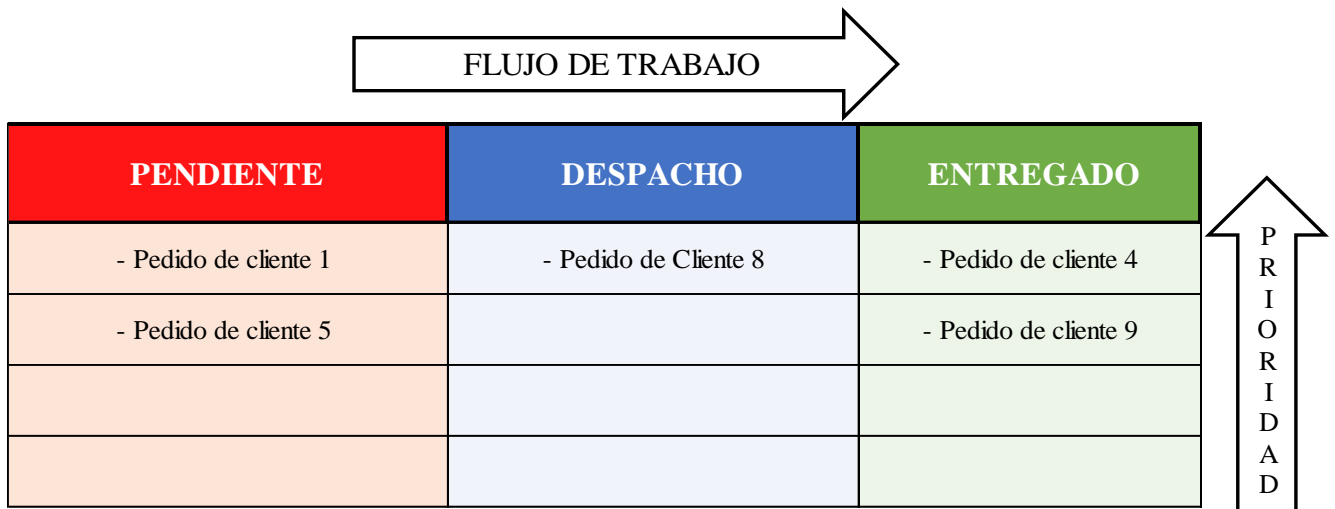 FLUJO DE TRABAJO
PENDIENTE DESPACHO ENTREGADO
- Pedido de cliente 1 - Pedido de Cliente 8 - Pedido de cliente 4
- Pedido de cliente 5 - Pedido de cliente 9
PRIORIDAD